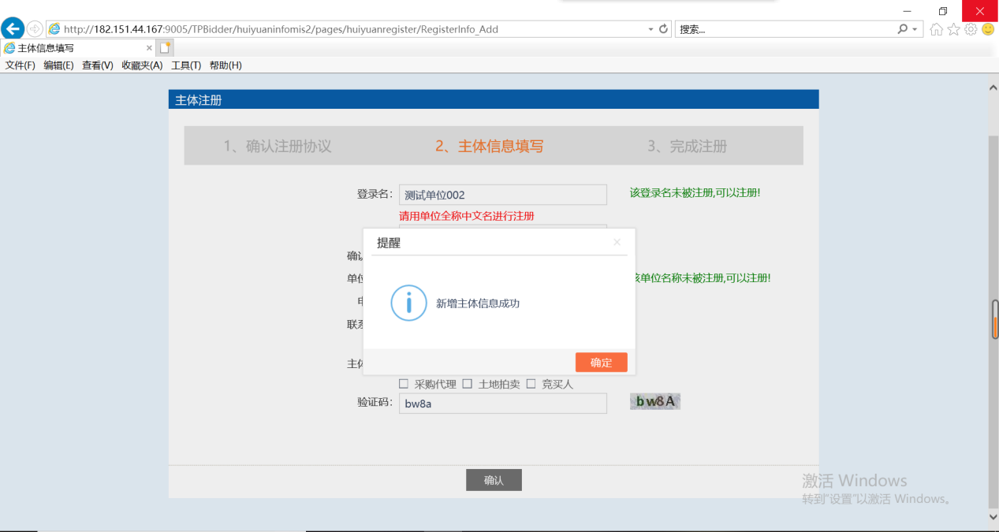 http://182.151.44.167:9005/TPBidder/huiyuaninfomis2/pages/huiyuanregister/RegisterInfo_Add
搜索...
主体信息填写
文件(F) 编辑(E) 查看(V) 收藏夹(A) 工具(T) 帮助(H)
主体注册
1、确认注册协议 2、主体信息填写 3、完成注册
登录名: 测试单位002 该登录名未被注册,可以注册!
请用单位全称中文名进行注册
提醒
确认
单位 该单位名称未被注册,可以注册!
新增主体信息成功
联系
主体
确定
采购代理 土地拍卖 竞买人
验证码: bw8a bw8A
确认
激活 Windows
转到"设置"以激活 Windows。